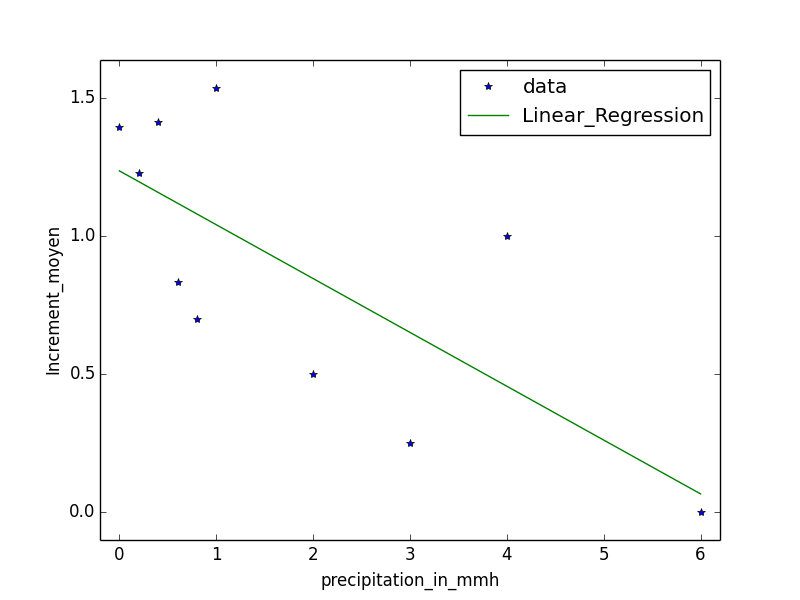 data
Linear_Regression
1.5
1.0
0.5
0.0
Increment_moyen
0 1 2 3 4 5 6
precipitation_in_mmh